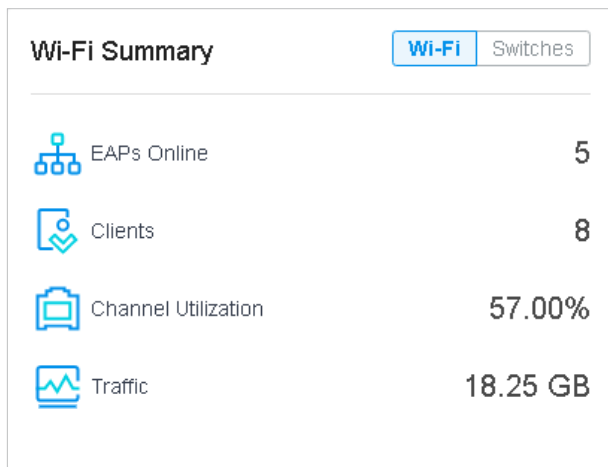 Wi-Fi Summary Wi-Fi Switches
EAPs Online 5
Clients 8
Channel Utilization 57.00%
Traffic 18.25 GB